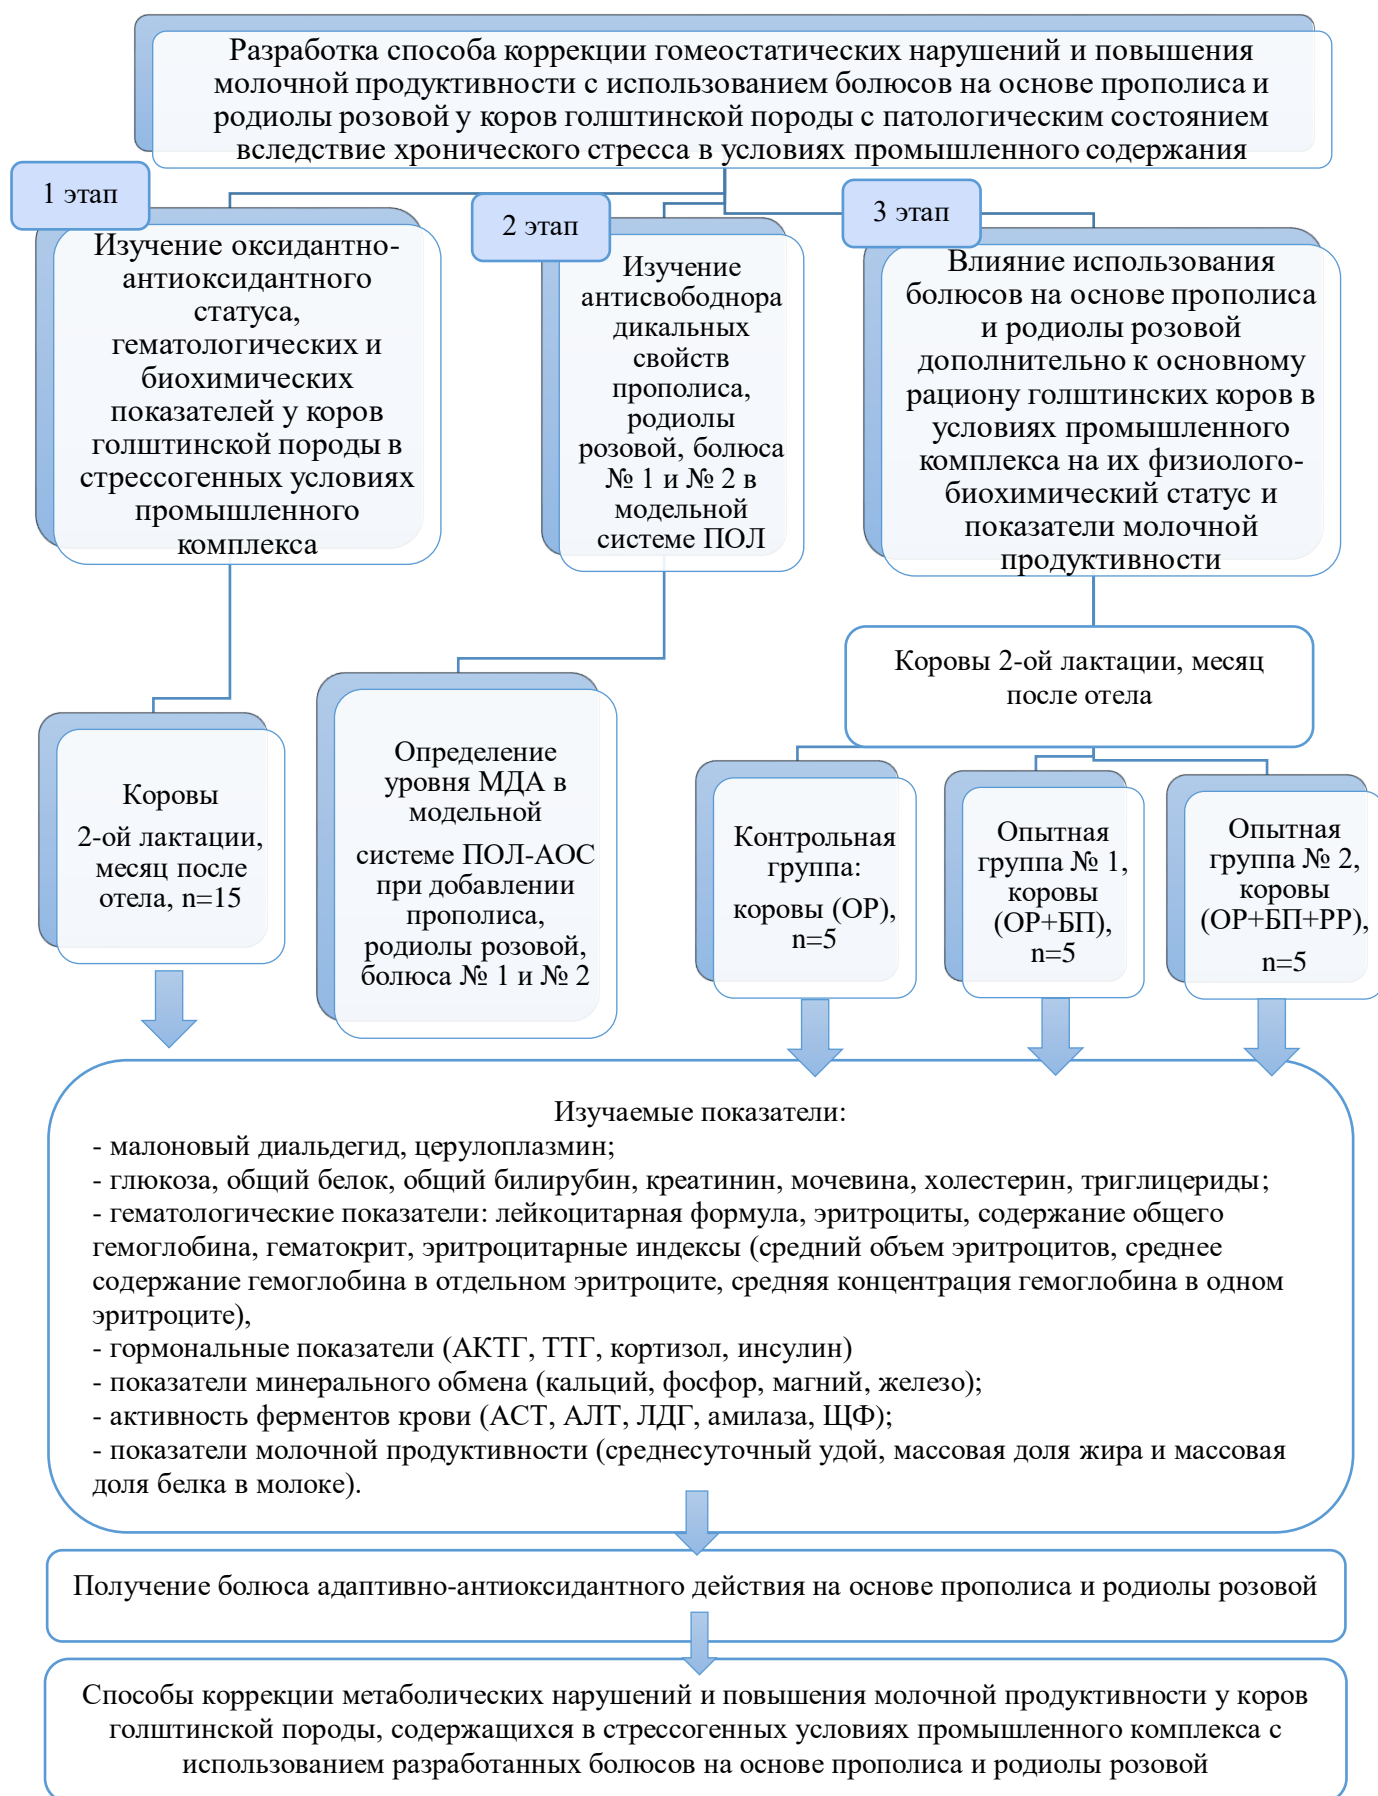 Разработка способа коррекции гомеостатических нарушений и повышения
молочной продуктивности с использованием болюсов на основе прополиса и
родиолы розовой у коров голштинской породы с патологическим состоянием
вследствие хронического стресса в условиях промышленного содержания
1 этап
Изучение оксидантно-
антиоксидантного
статуса,
гематологических и
биохимических
показателей у коров
голштинской породы в
стрессогенных условиях
промышленного
комплекса
2 этап
Изучение
антисвободнора
дикальных
свойств
прополиса,
родиолы
розовой, болюса
№ 1 и № 2 в
модельной
системе ПОЛ
3 этап
Влияние использования
болюсов на основе прополиса
и родиолы розовой
дополнительно к основному
рациону голштинских коров в
условиях промышленного
комплекса на их физиолого-
биохимический статус и
показатели молочной
продуктивности
Коровы
2-ой лактации,
месяц после
отела, n=15
Определение
уровня МДА в
модельной
системе ПОЛ-АОС
при добавлении
прополиса,
родиолы розовой,
болюса № 1 и № 2
Коровы 2-ой лактации, месяц
после отела
Контрольная
группа:
коровы (ОР),
n=5
Опытная
группа № 1,
коровы
(ОР+БП),
n=5
Опытная
группа № 2,
коровы
(ОР+БП+РР),
n=5
Изучаемые показатели:
- малоновый диальдегид, церулоплазмин;
- глюкоза, общий белок, общий билирубин, креатинин, мочевина, холестерин, триглицериды;
- гематологические показатели: лейкоцитарная формула, эритроциты, содержание общего
гемоглобина, гематокрит, эритроцитарные индексы (средний объем эритроцитов, среднее
содержание гемоглобина в отдельном эритроците, средняя концентрация гемоглобина в одном
эритроците),
- гормональные показатели (АКТГ, ТТГ, кортизол, инсулин)
- показатели минерального обмена (кальций, фосфор, магний, железо);
- активность ферментов крови (АСТ, АЛТ, ЛДГ, амилаза, ЩФ);
- показатели молочной продуктивности (среднесуточный удой, массовая доля жира и массовая
доля белка в молоке).
Получение болюса адаптивно-антиоксидантного действия на основе прополиса и родиолы розовой
Способы коррекции метаболических нарушений и повышения молочной продуктивности у коров
голштинской породы, содержащихся в стрессогенных условиях промышленного комплекса с
использованием разработанных болюсов на основе прополиса и родиолы розовой